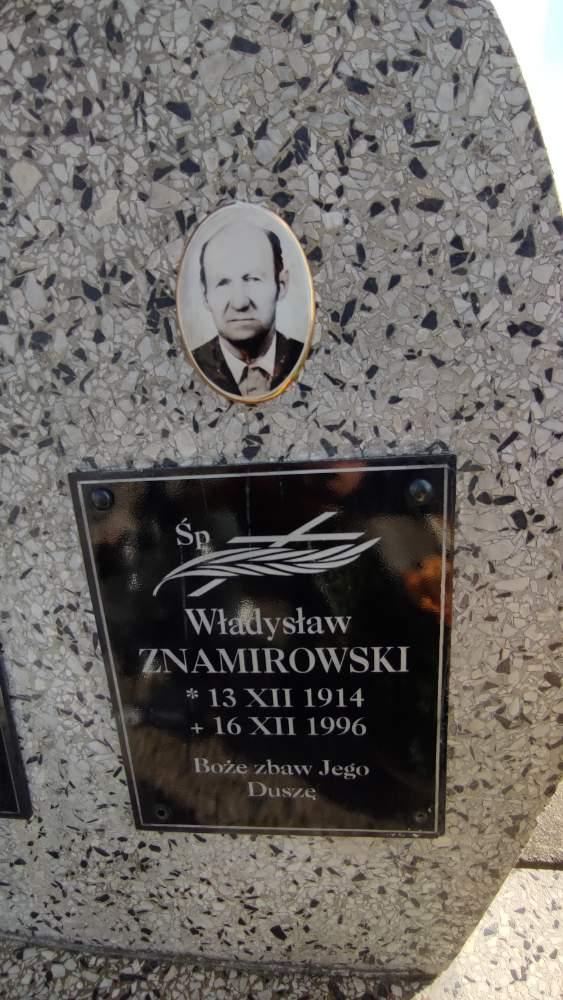 Śp
Władysław
ZNAMIROWSKI
* 13 XII 1914
+ 16 XII 1996
Boże zbaw Jego
Duszę